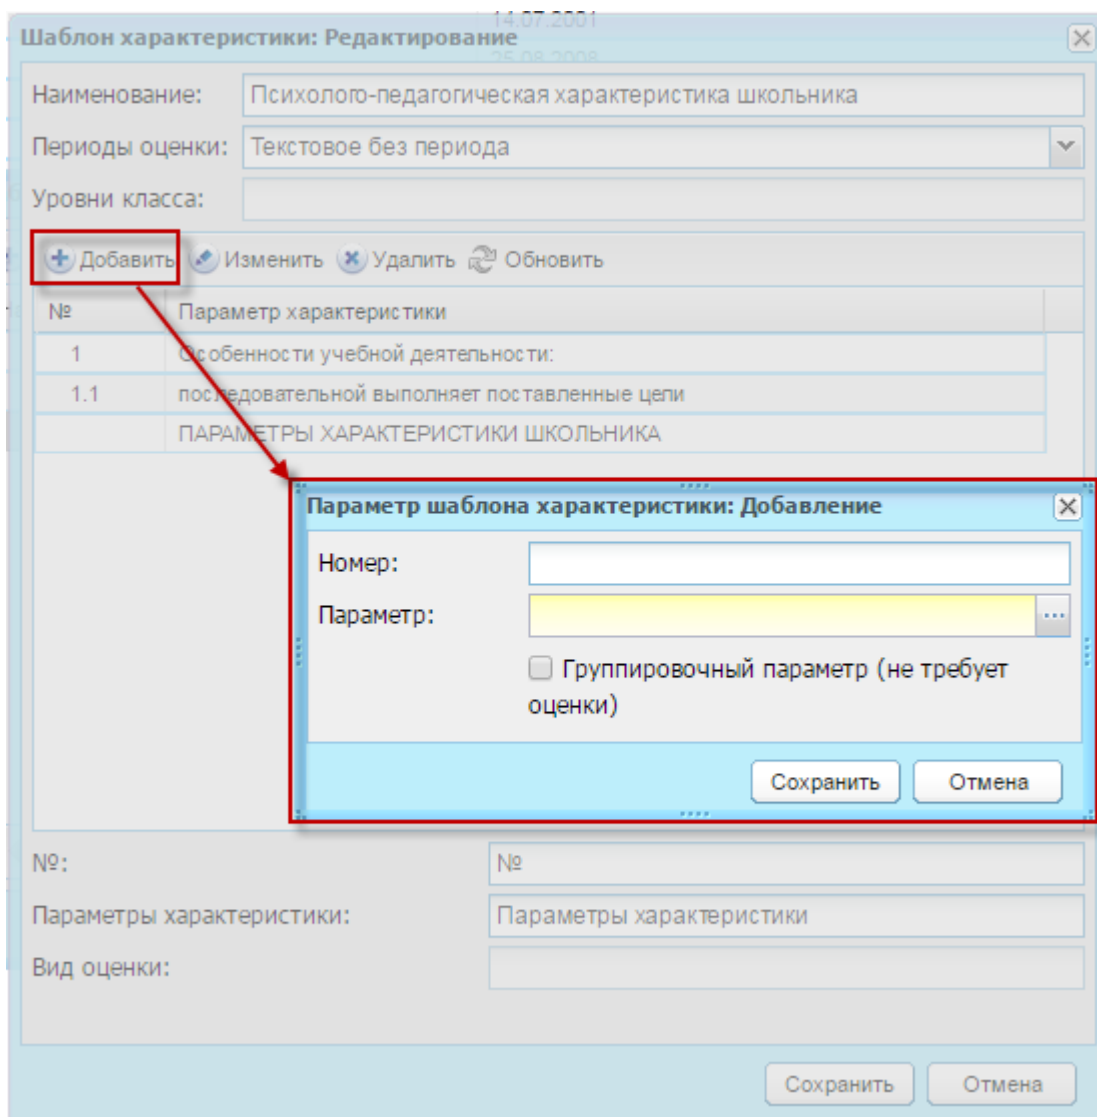 14.07.2001
Шаблон характеристики: Редактирование
25.08.2008
Наименование: Психолого-педагогическая характеристика школьника
Периоды оценки: Текстовое без периода
Уровни класса:
Добавить Изменить Удалить Обновить
№ Параметр характеристики
1 Особенности учебной деятельности:
1.1 последовательной выполняет поставленные цели
ПАРАМЕТРЫ ХАРАКТЕРИСТИКИ ШКОЛЬНИКА
Параметр шаблона характеристики: Добавление
Номер:
Параметр: ...
Группировочный параметр (не требует
оценки)
Сохранить Отмена
№: №
Параметры характеристики: Параметры характеристики
Вид оценки:
Сохранить Отмена